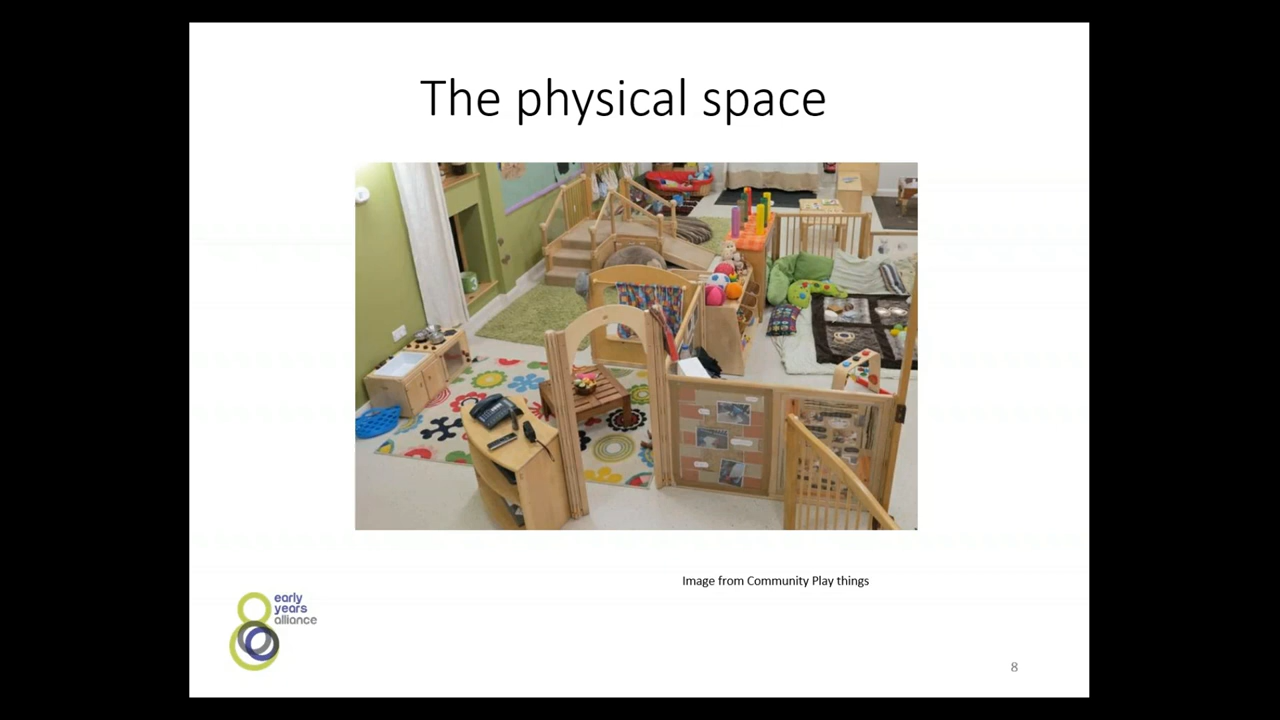 The physical space
Image from Community Play things
early
years
alliance
8